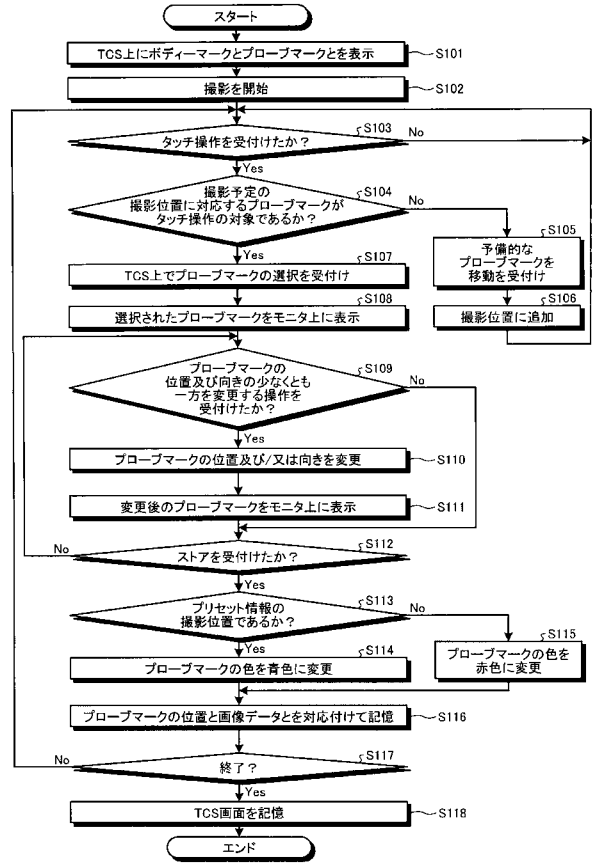 スタート
TCS上にボディーマークとプローブマークとを表示
S101
撮影を開始
S102
タッチ操作を受付けたか？
S103
No
Yes
撮影予定の
撮影位置に対応するプローブマークが
タッチ操作の対象であるか？
S104
No
Yes
予備的な
プローブマークを
移動を受付け
S105
撮影位置に追加
S106
TCS上でプローブマークの選択を受付け
S107
選択されたプローブマークをモニタ上に表示
S108
プローブマークの
位置及び向きの少なくとも
一方を変更する操作を
受付けたか？
S109
No
Yes
プローブマークの位置及び/又は向きを変更
S110
変更後のプローブマークをモニタ上に表示
S111
ストアを受付けたか？
S112
No
Yes
プリセット情報の
撮影位置であるか？
S113
No
Yes
プローブマークの色を青色に変更
S114
プローブマークの色を
赤色に変更
S115
プローブマークの位置と画像データとを対応付けて記憶
S116
終了？
S117
No
Yes
TCS画面を記憶
S118
エンド